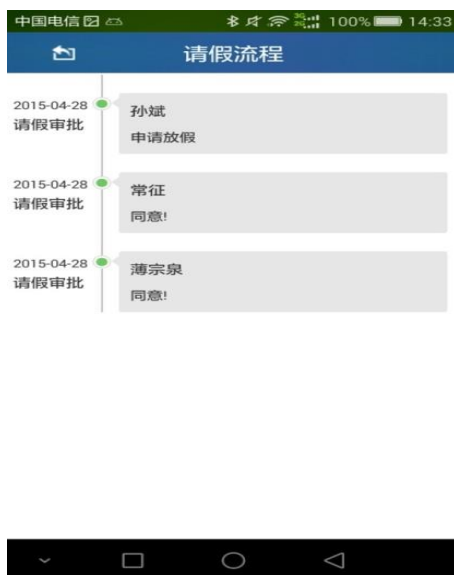 中国电信 100% 14:33
请假流程
2015-04-28
请假审批
孙斌
申请放假
2015-04-28
请假审批
常征
同意!
2015-04-28
请假审批
薄宗泉
同意!